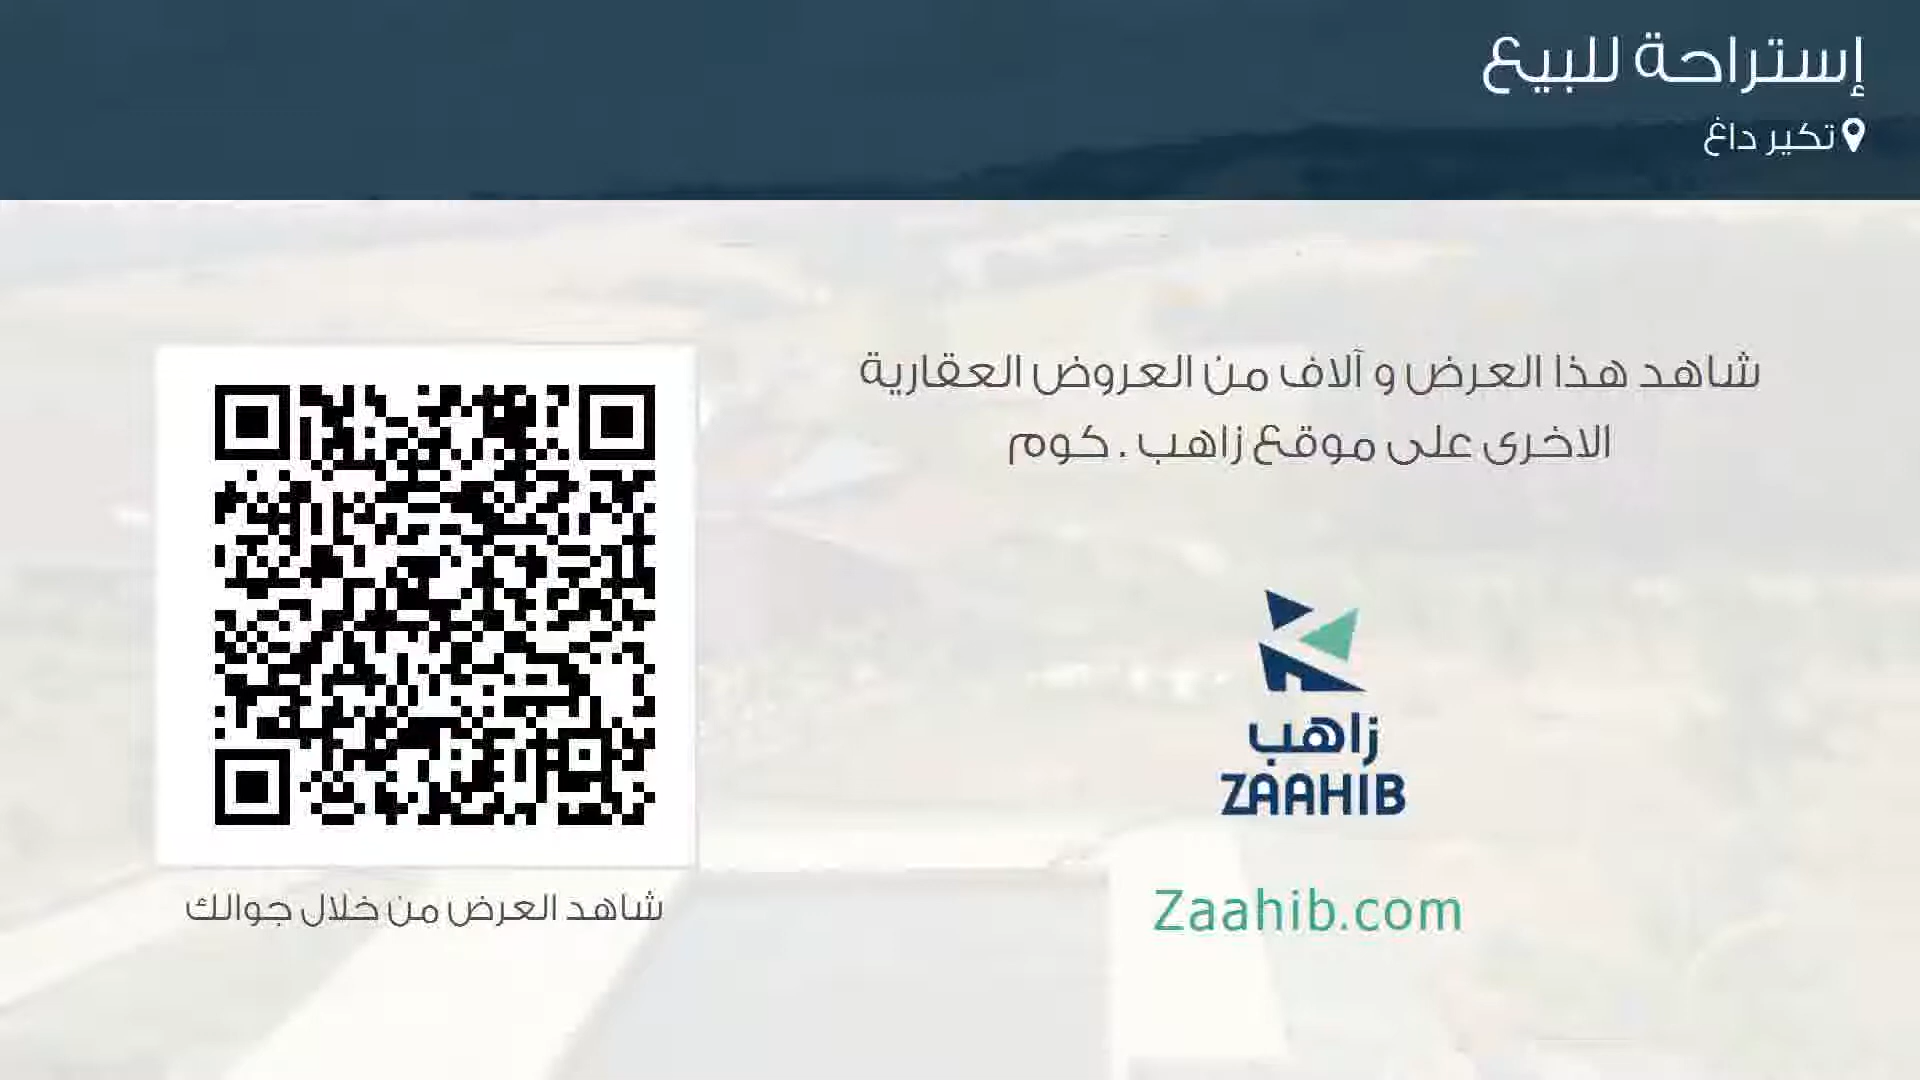 إستراحة للبيع
تكير داغ
شاهد هذا العرض و آلاف من العروض العقارية
الاخرى على موقع زاهب . كوم
زاهب
ZAAHIB
Zaahib.com
شاهد العرض من خلال جوالك